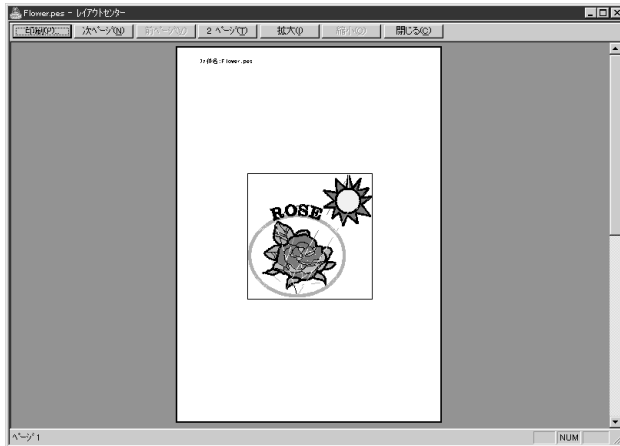 Flower.pes - レイアウトセンター
印刷(P)... 次ページ(N) 前ページ(V) 2 ページ(T) 拡大(I) 縮小(O) 閉じる(C)
ファイル名:Flower.pes
ROSE
ページ 1 NUM